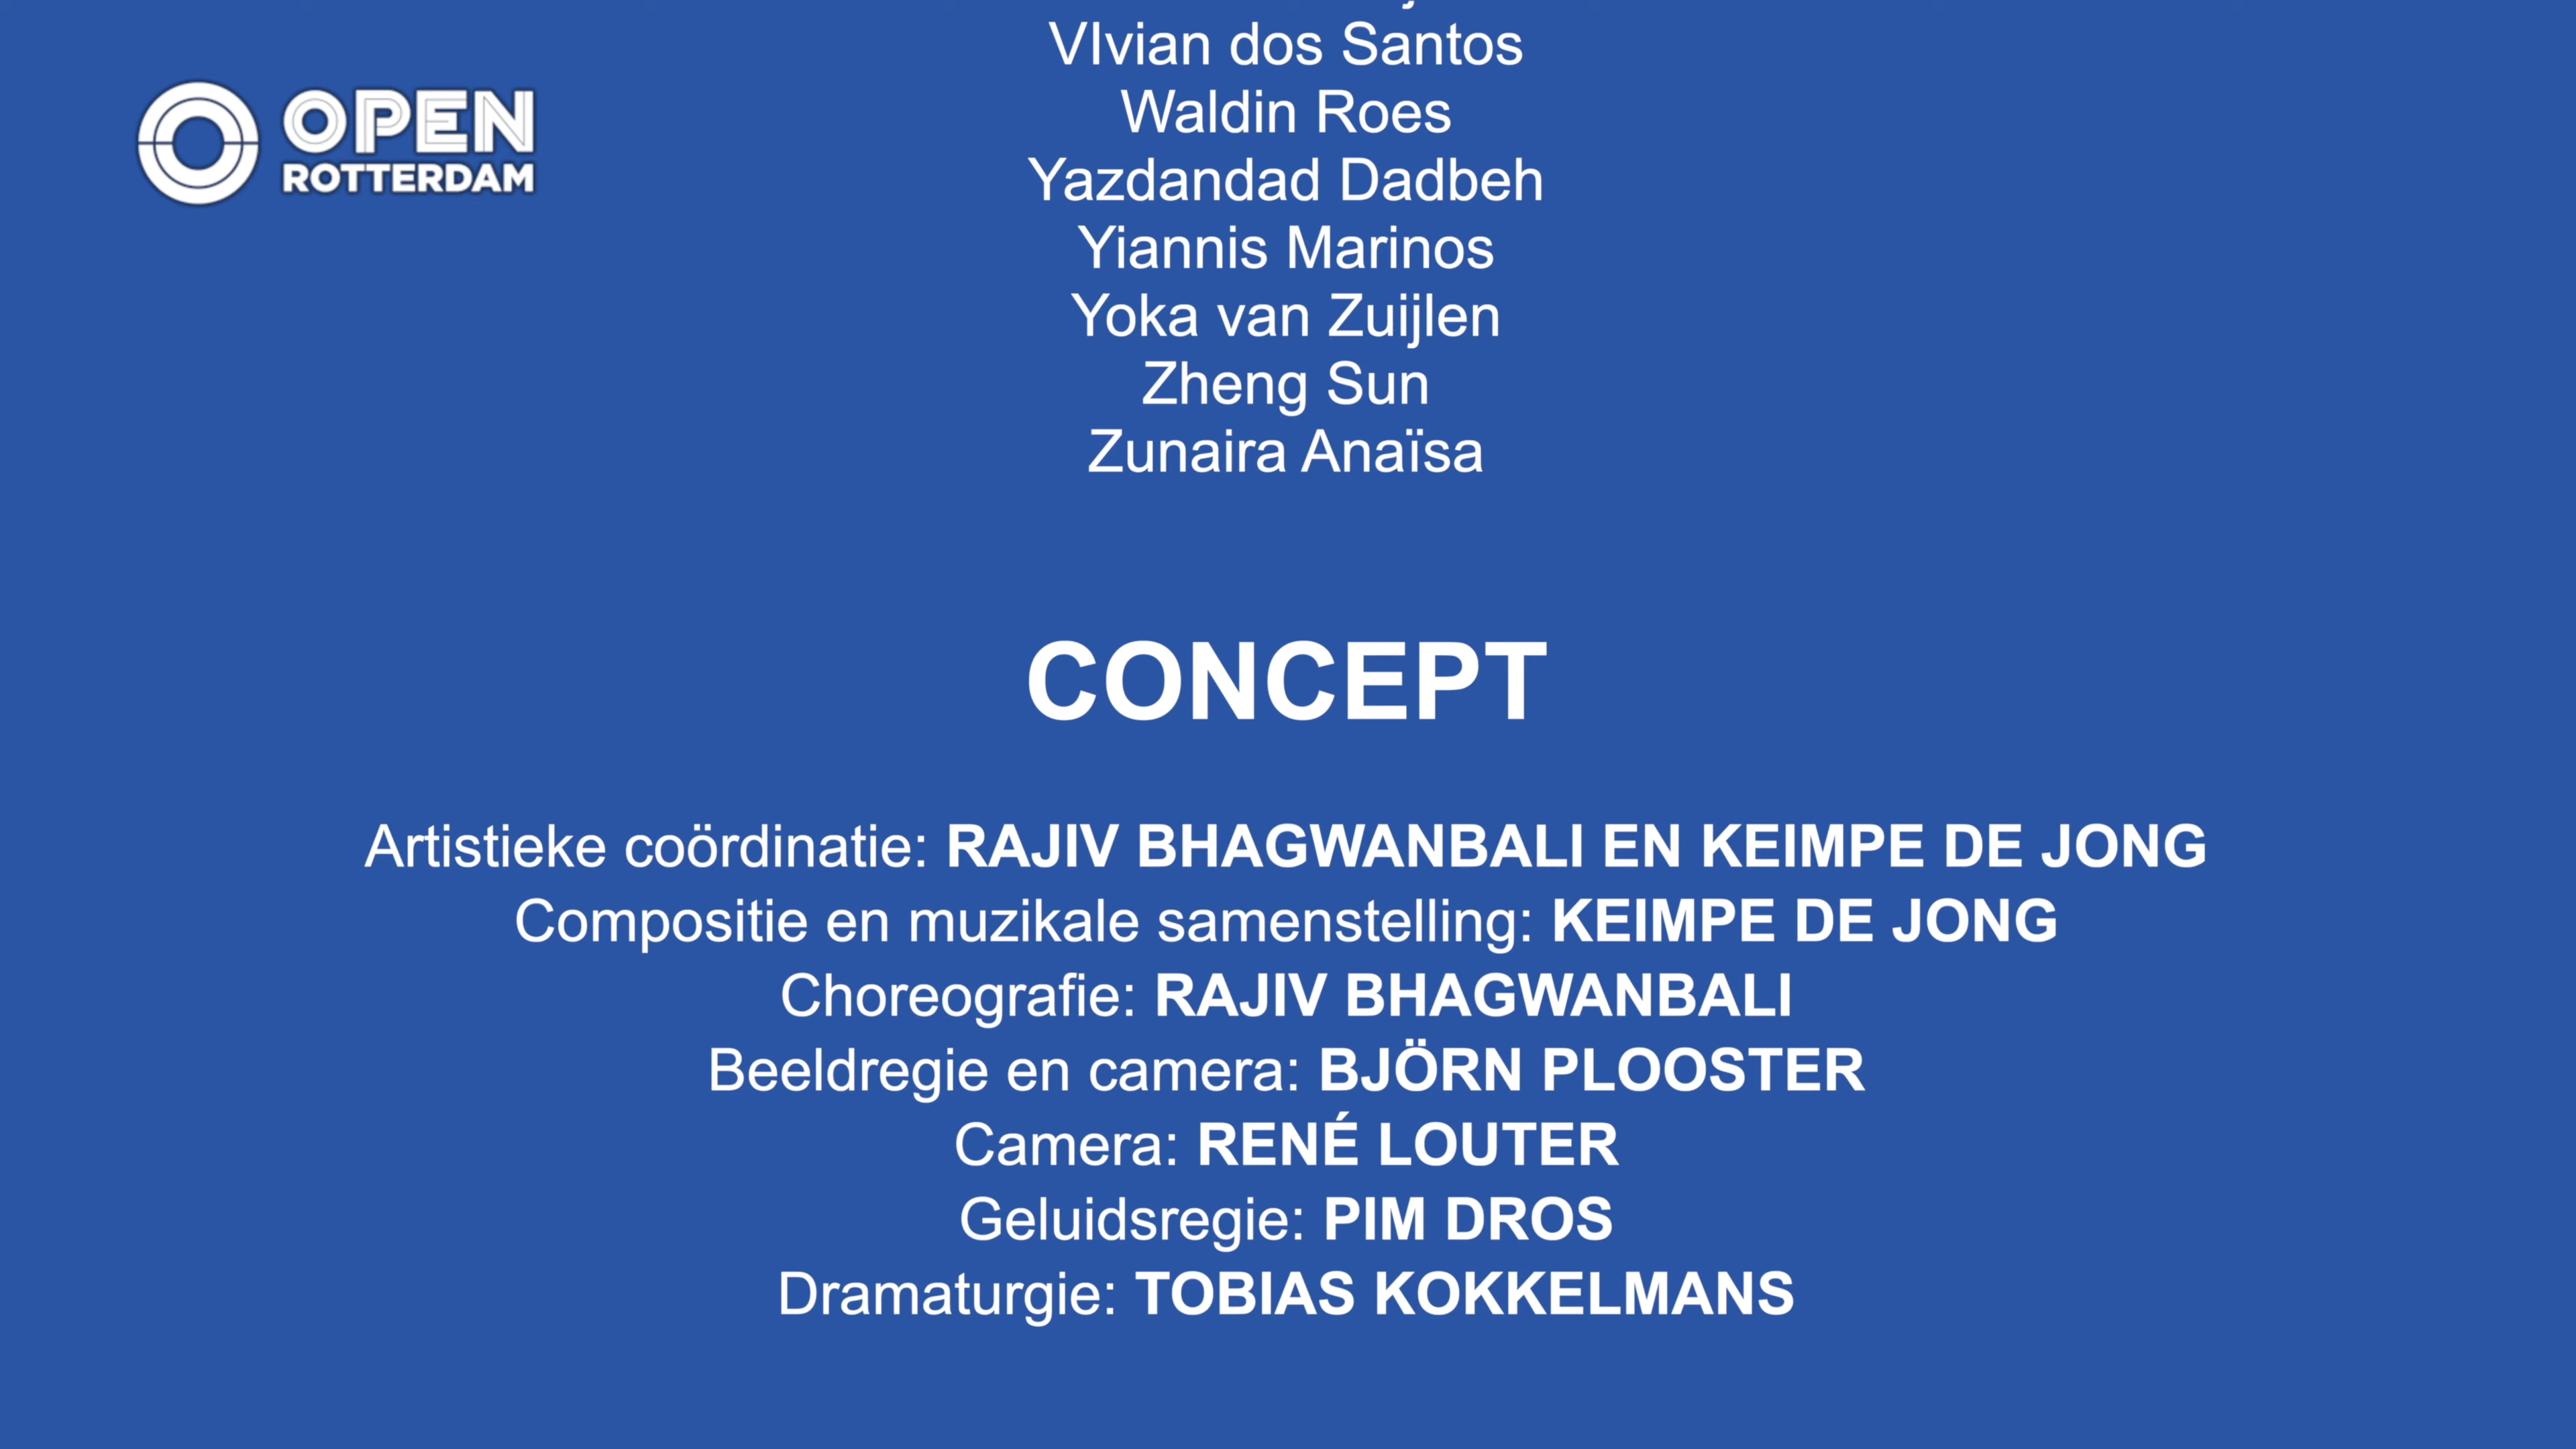 OPEN
ROTTERDAM
VIvian dos Santos
Waldin Roes
Yazdandad Dadbeh
Yiannis Marinos
Yoka van Zuijlen
Zheng Sun
Zunaira Anaïsa
CONCEPT
Artistieke coördinatie: RAJIV BHAGWANBALI EN KEIMPE DE JONG
Compositie en muzikale samenstelling: KEIMPE DE JONG
Choreografie: RAJIV BHAGWANBALI
Beeldregie en camera: BJÖRN PLOOSTER
Camera: RENÉ LOUTER
Geluidsregie: PIM DROS
Dramaturgie: TOBIAS KOKKELMANS